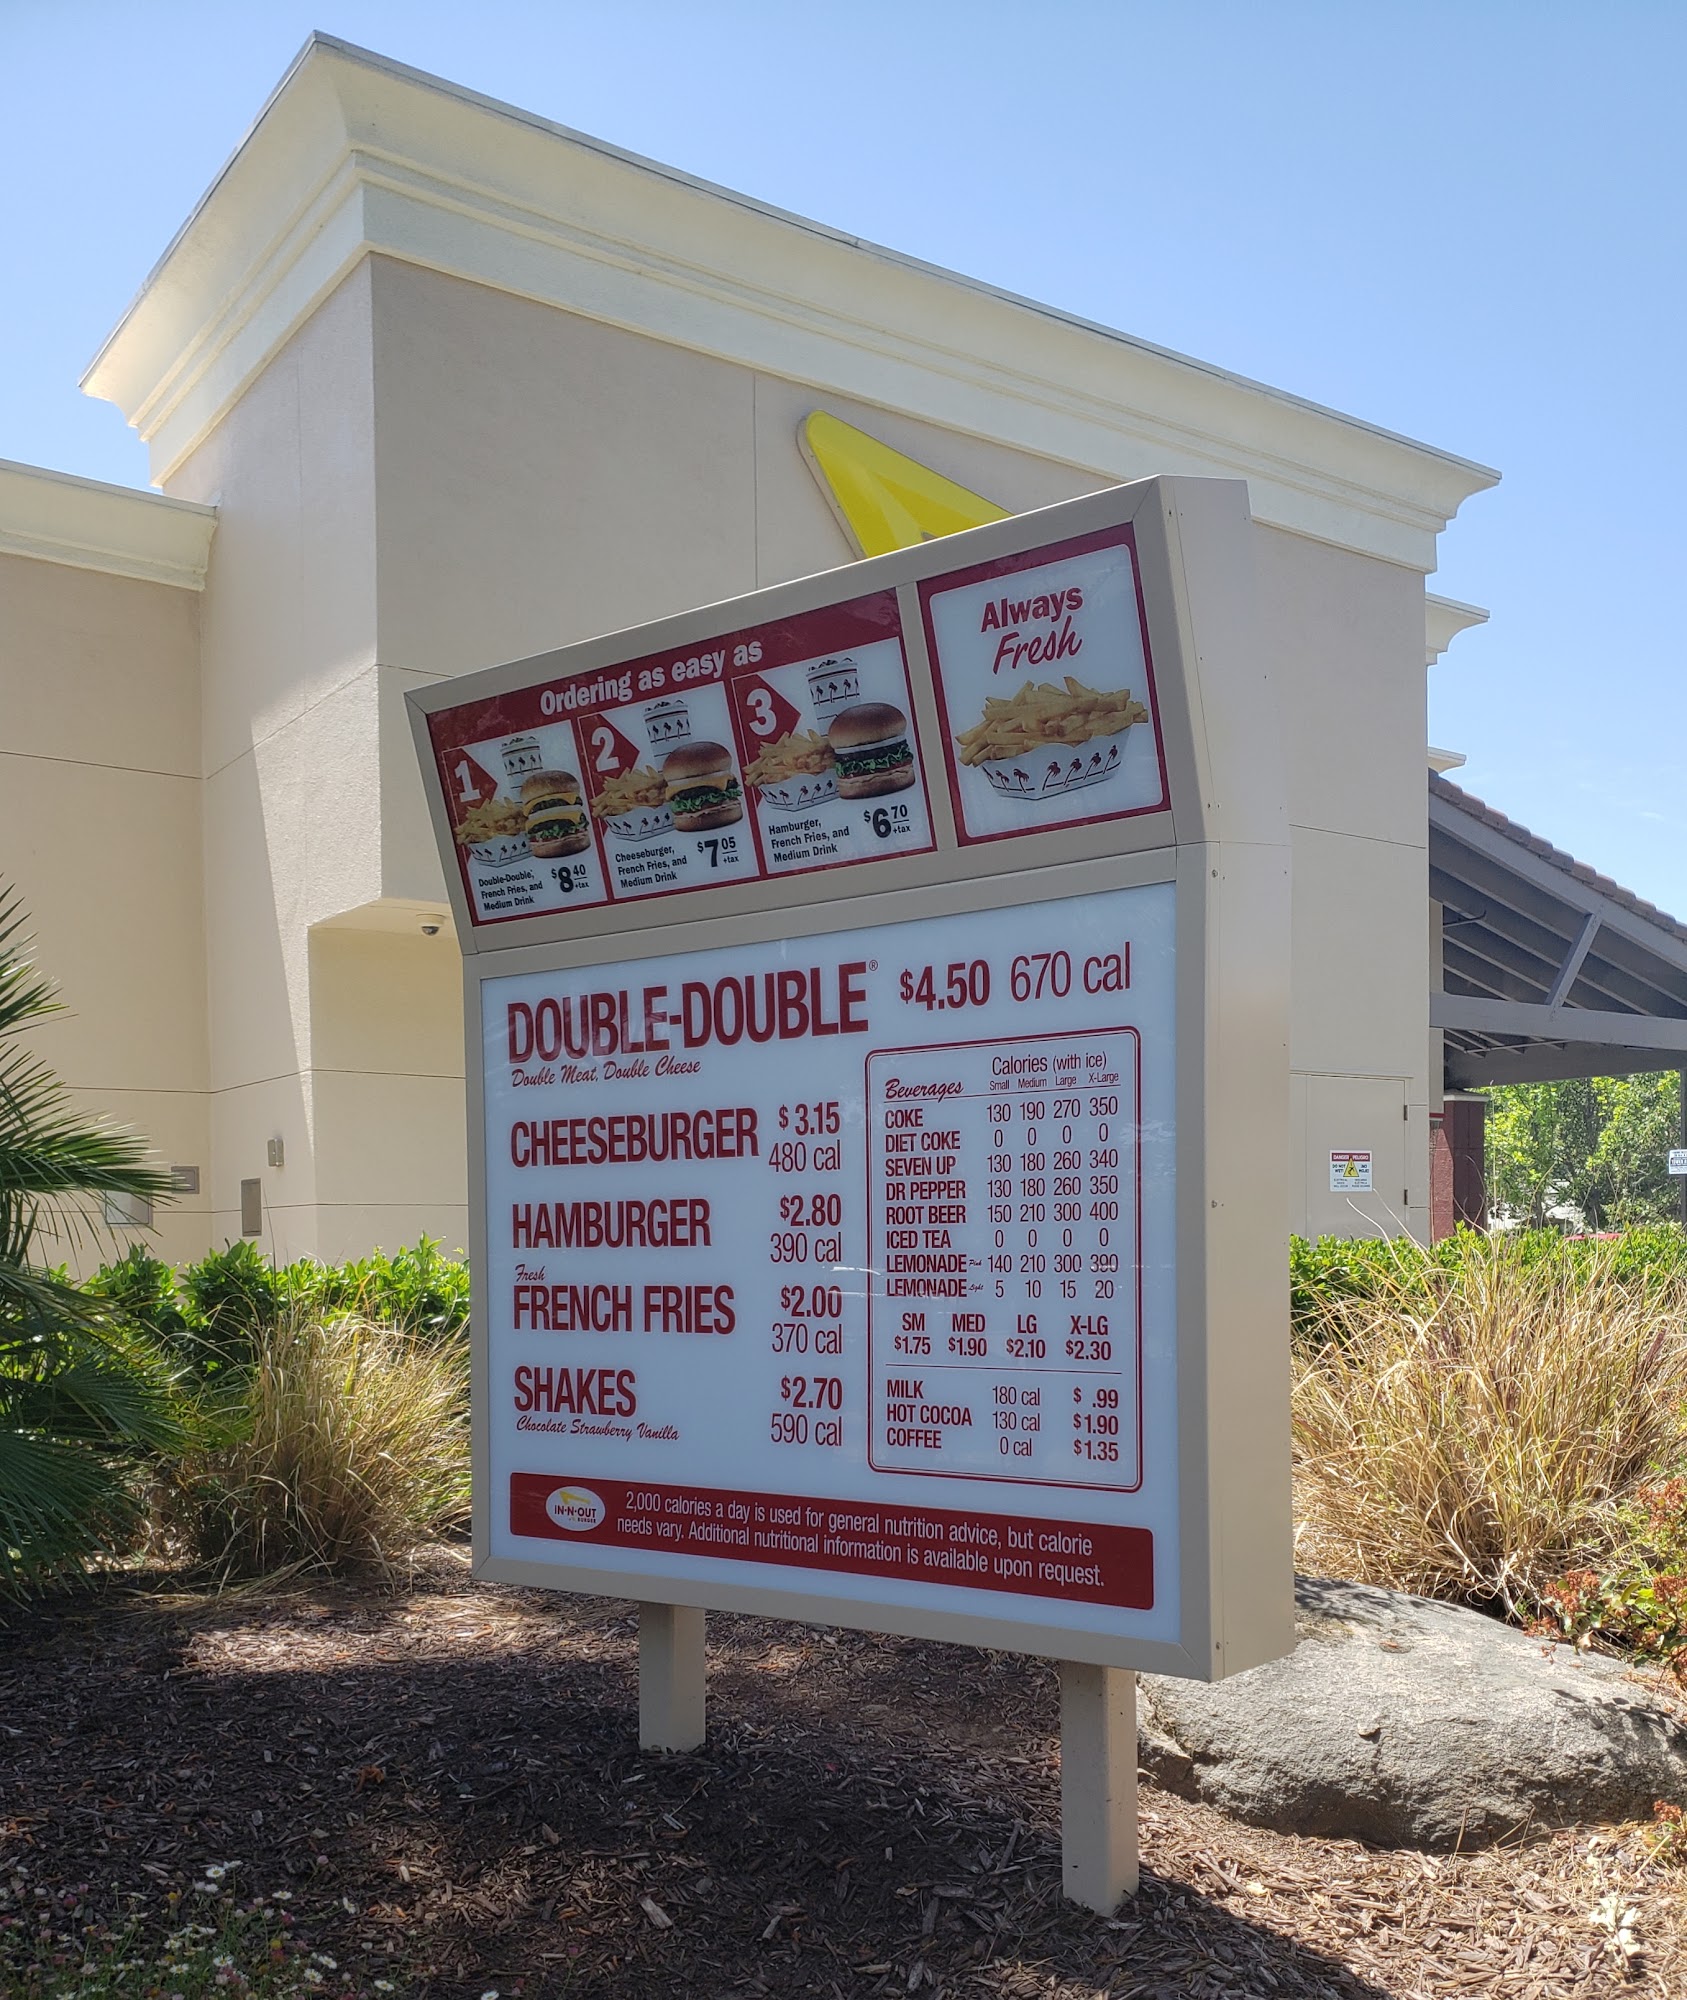 Ordering as easy as
1
Double-Double,
French Fries, and
Medium Drink
$8 40
+tax
2
Cheeseburger,
French Fries, and
Medium Drink
$7 05
+tax
3
Hamburger,
French Fries, and
Medium Drink
$6 70
+tax
Always
Fresh
DOUBLE-DOUBLE® $4.50 670 cal
Double Meat, Double Cheese
CHEESEBURGER $3.15
480 cal
HAMBURGER $2.80
390 cal
Fresh
FRENCH FRIES $2.00
370 cal
SHAKES $2.70
Chocolate Strawberry Vanilla 590 cal
Calories (with ice)
Beverages Small Medium Large X-Large
COKE 130 190 270 350
DIET COKE 0 0 0 0
SEVEN UP 130 180 260 340
DR PEPPER 130 180 260 350
ROOT BEER 150 210 300 400
ICED TEA 0 0 0 0
LEMONADE Pink 140 210 300 390
LEMONADE Light 5 10 15 20
SM MED LG X-LG
$1.75 $1.90 $2.10 $2.30
MILK 180 cal $ .99
HOT COCOA 130 cal $1.90
COFFEE 0 cal $1.35
IN-N-OUT
BURGER
2,000 calories a day is used for general nutrition advice, but calorie
needs vary. Additional nutritional information is available upon request.
DANGER PELIGRO